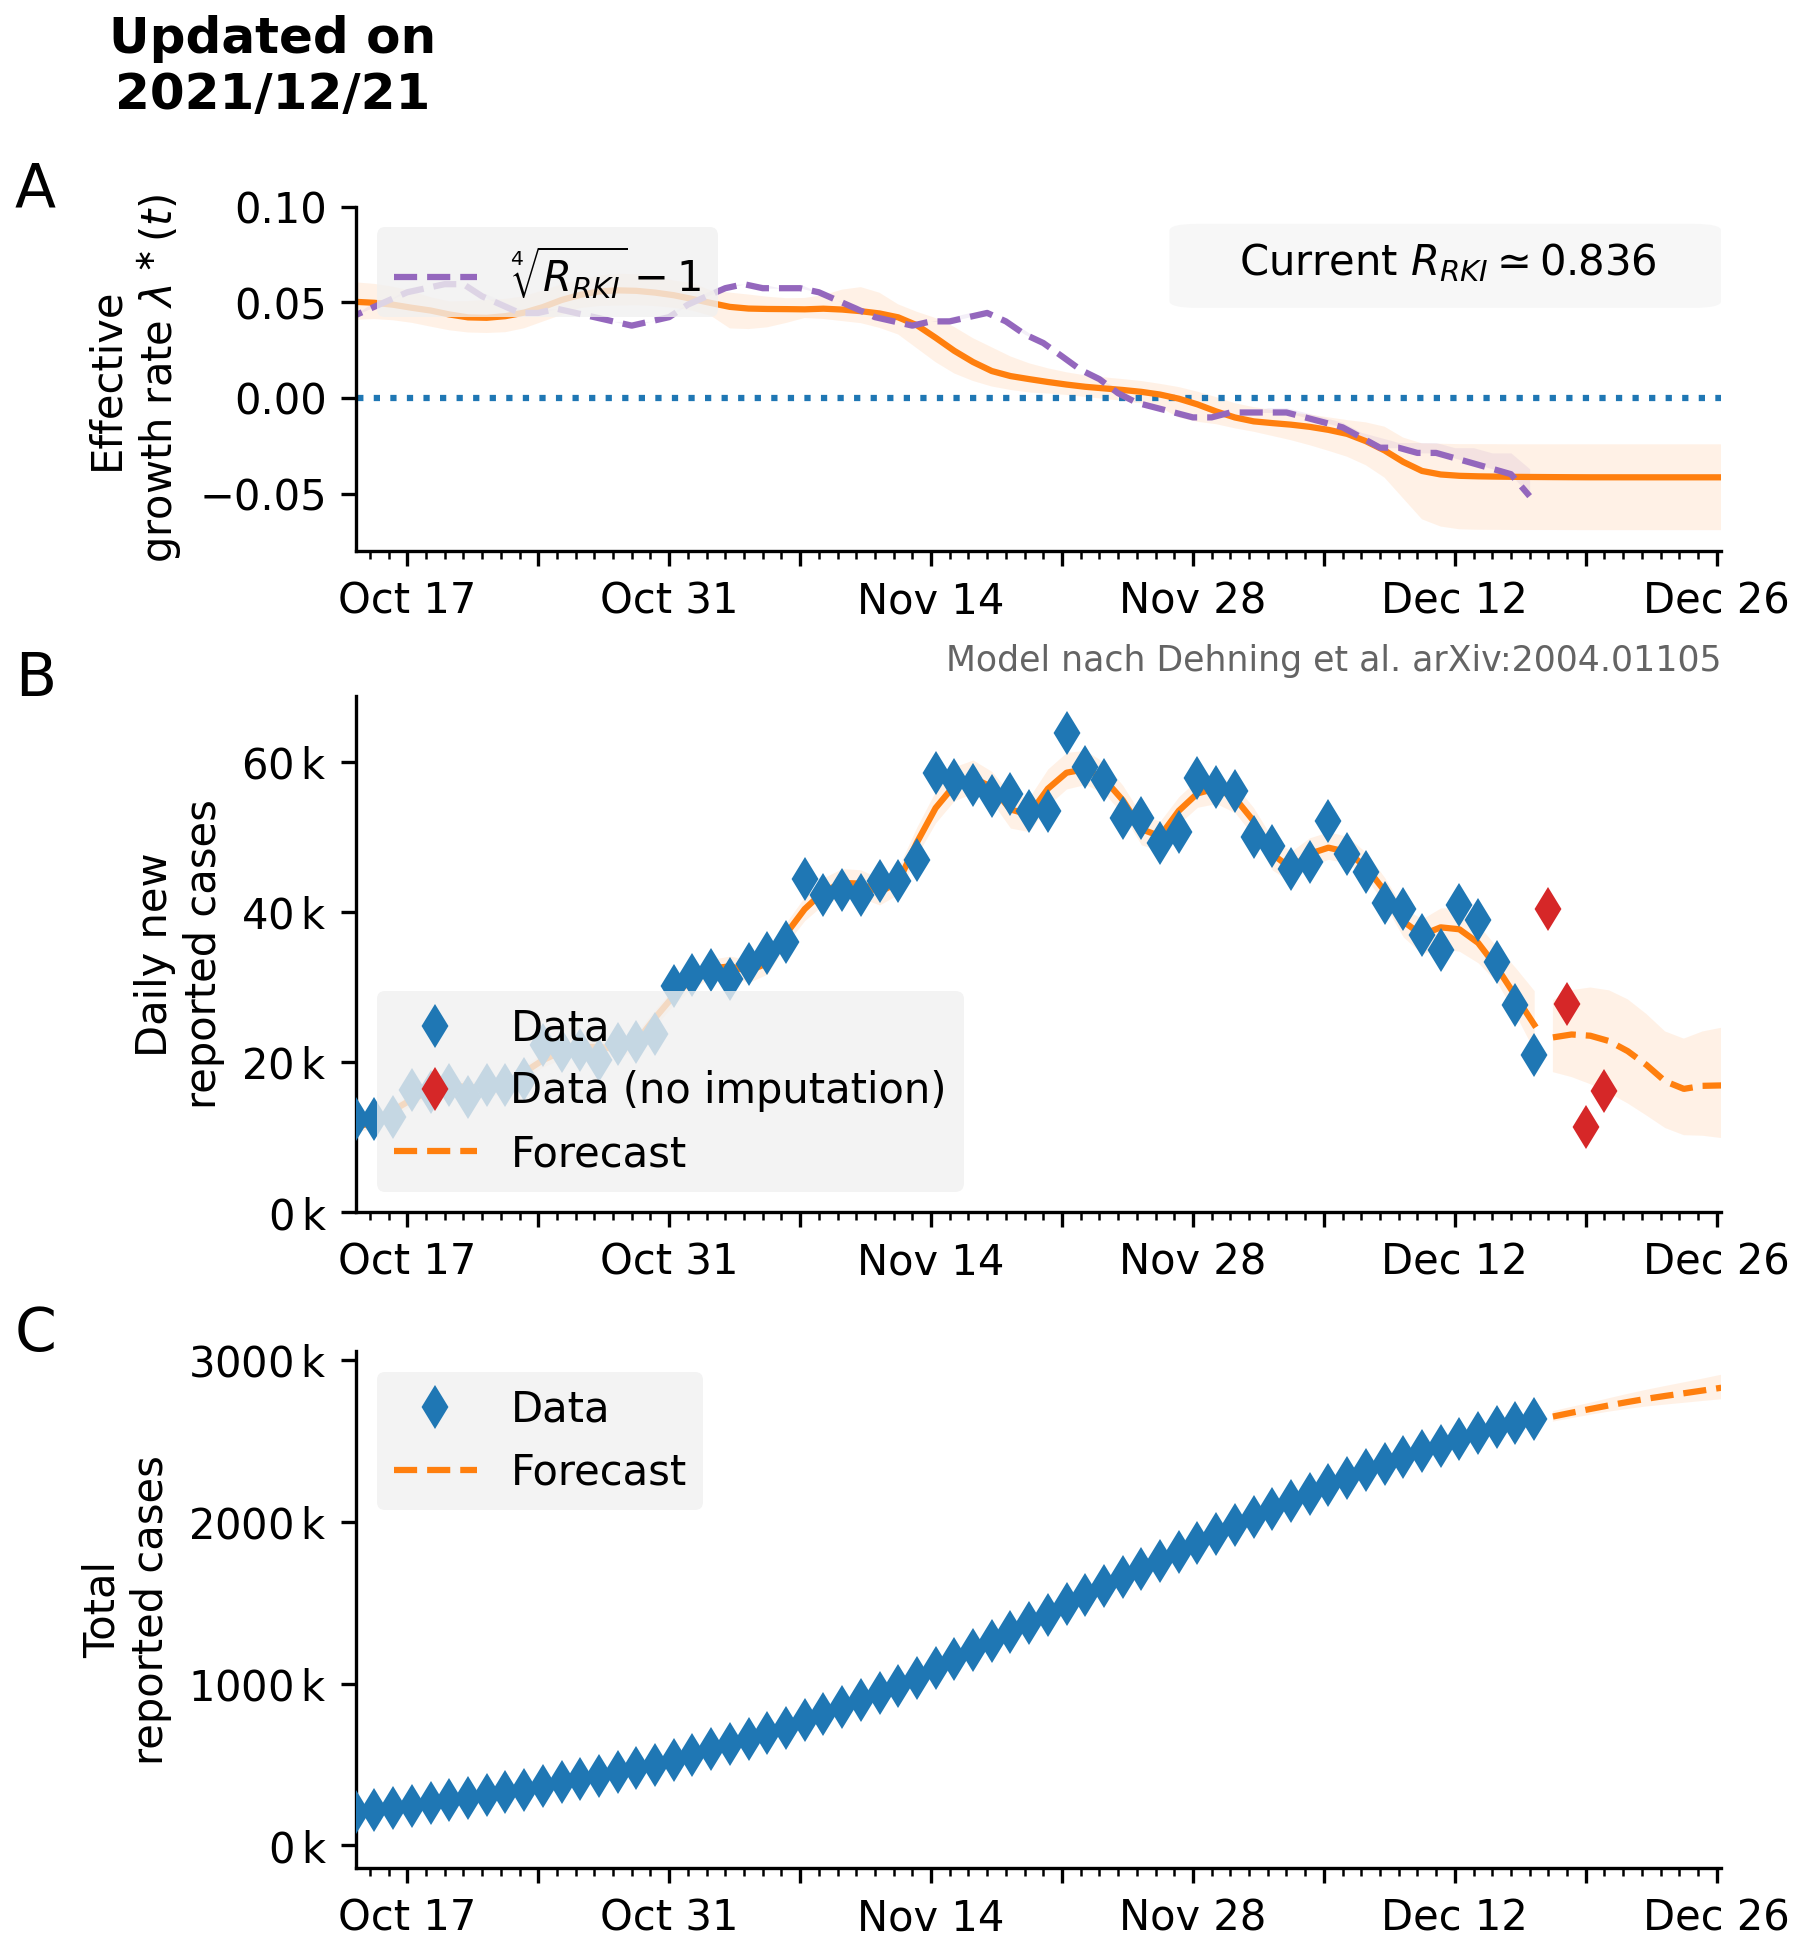 Updated on
2021/12/21
A
Effective
growth rate λ * (t)
0.10
0.05
0.00
−0.05
∜R_RKI − 1
Current R_RKI ≃ 0.836
Oct 17 Oct 31 Nov 14 Nov 28 Dec 12 Dec 26
Model nach Dehning et al. arXiv:2004.01105
B
Daily new
reported cases
60 k
40 k
20 k
0 k
Data
Data (no imputation)
Forecast
Oct 17 Oct 31 Nov 14 Nov 28 Dec 12 Dec 26
C
Total
reported cases
3000 k
2000 k
1000 k
0 k
Data
Forecast
Oct 17 Oct 31 Nov 14 Nov 28 Dec 12 Dec 26